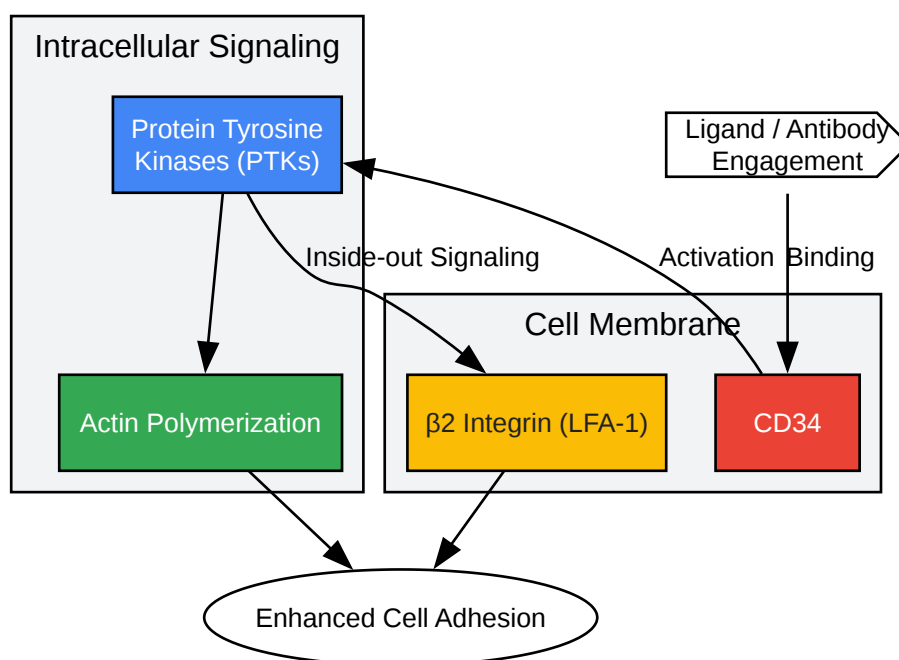 Intracellular Signaling
Protein Tyrosine
Kinases (PTKs)
Ligand / Antibody
Engagement
Inside-out Signaling
Activation
Binding
Cell Membrane
Actin Polymerization
β2 Integrin (LFA-1)
CD34
Enhanced Cell Adhesion